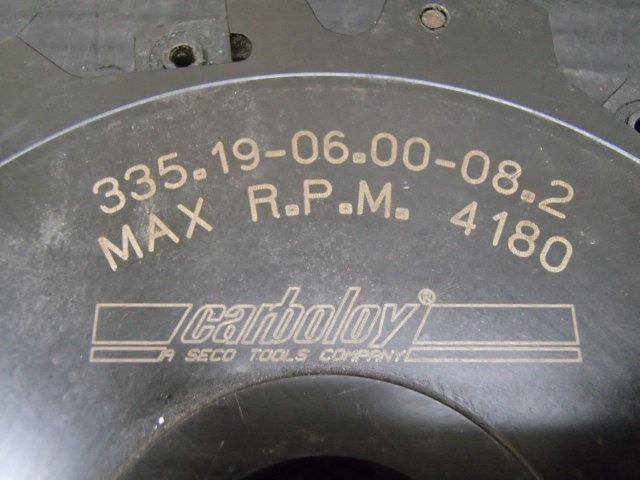 335.19-06.00-08.2
MAX R.P.M. 4180
carboloy®
A SECO TOOLS COMPANY